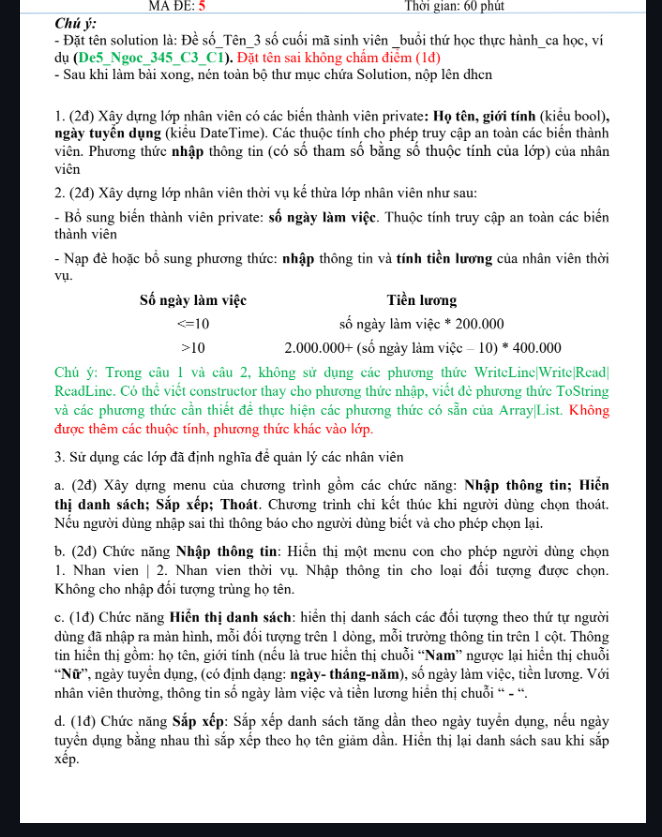 MÃ ĐỀ: 5 Thời gian: 60 phút
Chú ý:
- Đặt tên solution là: Đề số_Tên_3 số cuối mã sinh viên _buổi thứ học thực hành_ca học, ví
dụ (De5_Ngoc_345_C3_C1). Đặt tên sai không chấm điểm (1đ)
- Sau khi làm bài xong, nén toàn bộ thư mục chứa Solution, nộp lên dhcn
1. (2đ) Xây dựng lớp nhân viên có các biến thành viên private: Họ tên, giới tính (kiểu bool),
ngày tuyển dụng (kiểu DateTime). Các thuộc tính cho phép truy cập an toàn các biến thành
viên. Phương thức nhập thông tin (có số tham số bằng số thuộc tính của lớp) của nhân
viên
2. (2đ) Xây dựng lớp nhân viên thời vụ kế thừa lớp nhân viên như sau:
- Bổ sung biến thành viên private: số ngày làm việc. Thuộc tính truy cập an toàn các biến
thành viên
- Nạp đè hoặc bổ sung phương thức: nhập thông tin và tính tiền lương của nhân viên thời
vụ.
Số ngày làm việc Tiền lương
<=10 số ngày làm việc * 200.000
>10 2.000.000+ (số ngày làm việc – 10) * 400.000
Chú ý: Trong câu 1 và câu 2, không sử dụng các phương thức WriteLine|Write|Read|
ReadLine. Có thể viết constructor thay cho phương thức nhập, viết đè phương thức ToString
và các phương thức cần thiết để thực hiện các phương thức có sẵn của Array|List. Không
được thêm các thuộc tính, phương thức khác vào lớp.
3. Sử dụng các lớp đã định nghĩa để quản lý các nhân viên
a. (2đ) Xây dựng menu của chương trình gồm các chức năng: Nhập thông tin; Hiển
thị danh sách; Sắp xếp; Thoát. Chương trình chỉ kết thúc khi người dùng chọn thoát.
Nếu người dùng nhập sai thì thông báo cho người dùng biết và cho phép chọn lại.
b. (2đ) Chức năng Nhập thông tin: Hiển thị một menu con cho phép người dùng chọn
1. Nhan vien | 2. Nhan vien thời vụ. Nhập thông tin cho loại đối tượng được chọn.
Không cho nhập đối tượng trùng họ tên.
c. (1đ) Chức năng Hiển thị danh sách: hiển thị danh sách các đối tượng theo thứ tự người
dùng đã nhập ra màn hình, mỗi đối tượng trên 1 dòng, mỗi trường thông tin trên 1 cột. Thông
tin hiển thị gồm: họ tên, giới tính (nếu là true hiển thị chuỗi “Nam” ngược lại hiển thị chuỗi
“Nữ”, ngày tuyển dụng, (có định dạng: ngày- tháng-năm), số ngày làm việc, tiền lương. Với
nhân viên thường, thông tin số ngày làm việc và tiền lương hiển thị chuỗi “ - “.
d. (1đ) Chức năng Sắp xếp: Sắp xếp danh sách tăng dần theo ngày tuyển dụng, nếu ngày
tuyển dụng bằng nhau thì sắp xếp theo họ tên giảm dần. Hiển thị lại danh sách sau khi sắp
xếp.